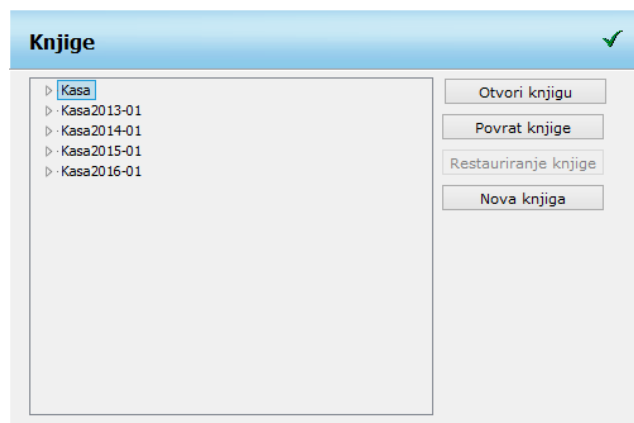 Knjige
Kasa
Kasa2013-01
Kasa2014-01
Kasa2015-01
Kasa2016-01
Otvori knjigu
Povrat knjige
Restauriranje knjige
Nova knjiga